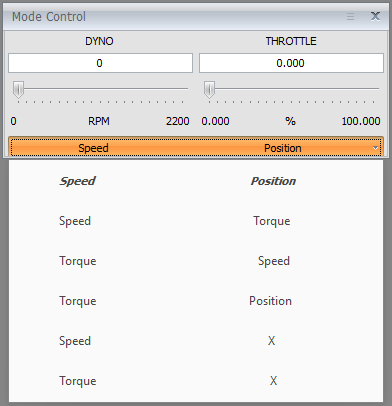 Mode Control
DYNO THROTTLE
0 0.000
0 RPM 2200 0.000 % 100.000
Speed Position
Speed Position
Speed Torque
Torque Speed
Torque Position
Speed X
Torque X